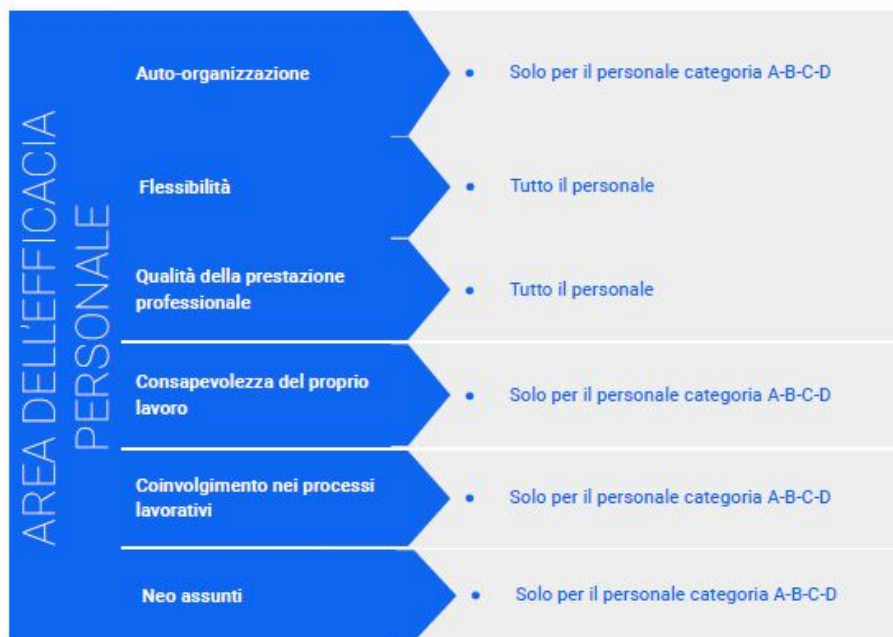 AREA DELL'EFFICACIA
PERSONALE
Auto-organizzazione
• Solo per il personale categoria A-B-C-D
Flessibilità
• Tutto il personale
Qualità della prestazione
professionale
• Tutto il personale
Consapevolezza del proprio
lavoro
• Solo per il personale categoria A-B-C-D
Coinvolgimento nei processi
lavorativi
• Solo per il personale categoria A-B-C-D
Neo assunti
• Solo per il personale categoria A-B-C-D